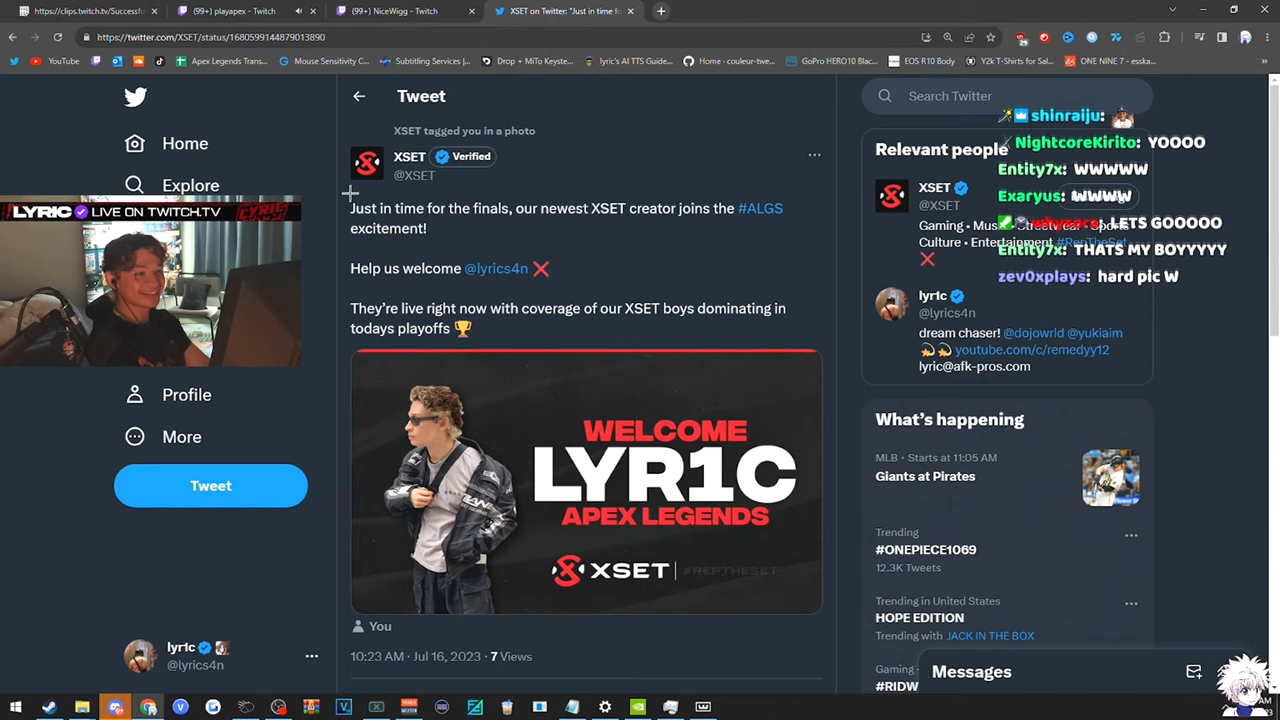 https://clips.twitch.tv/Successfu
(99+) playapex - Twitch
(99+) NiceWigg - Twitch
XSET on Twitter: "Just in time fo
https://twitter.com/XSET/status/1680599144879013890
YouTube
Apex Legends Trans...
Mouse Sensitivity C...
Subtitling Services |...
Drop + MiTo Keyste...
lyric's AI TTS Guide...
Home · couleur-twe...
GoPro HERO10 Blac...
EOS R10 Body
Y2k T-Shirts for Sal...
ONE NINE 7 - esska...
Home
Explore
LYRIC LIVE ON TWITCH.TV
Profile
More
Tweet
lyr1c
@lyrics4n
Tweet
XSET tagged you in a photo
XSET Verified
@XSET
Just in time for the finals, our newest XSET creator joins the #ALGS
excitement!
Help us welcome @lyrics4n ❌
They're live right now with coverage of our XSET boys dominating in
todays playoffs 🏆
WELCOME
LYR1C
APEX LEGENDS
XSET | #REPTHESET
You
10:23 AM · Jul 16, 2023 · 7 Views
Search Twitter
Relevant people
XSET
@XSET
Gaming • Music • Streetwear • Sports
Culture • Entertainment #RepTheSet
❌
lyr1c
@lyrics4n
dream chaser! @dojowrld @yukiaim
💫💫 youtube.com/c/remedyy12
lyric@afk-pros.com
shinraiju:
NightcoreKirito: YOOOO
Entity7x: WWWWW
Exaryus: WWWW
LETS GOOOOO
Entity7x: THATS MY BOYYYYY
zev0xplays: hard pic W
What's happening
MLB · Starts at 11:05 AM
Giants at Pirates
Trending
#ONEPIECE1069
12.3K Tweets
Trending in United States
HOPE EDITION
Trending with JACK IN THE BOX
Gaming
#RIDW
Messages